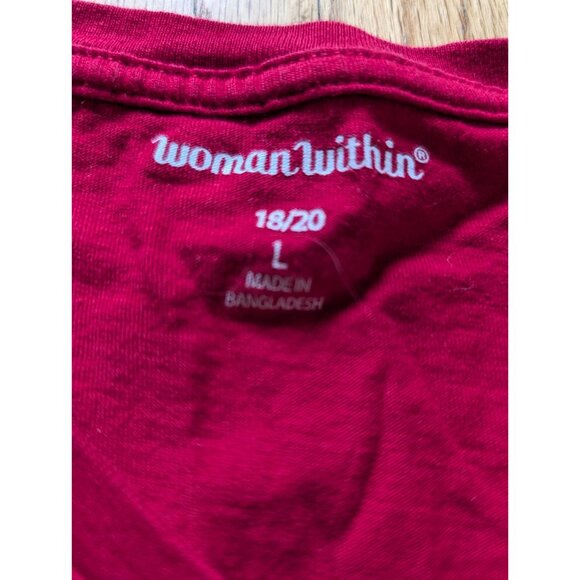 woman within®
18/20
L
MADE IN
BANGLADESH